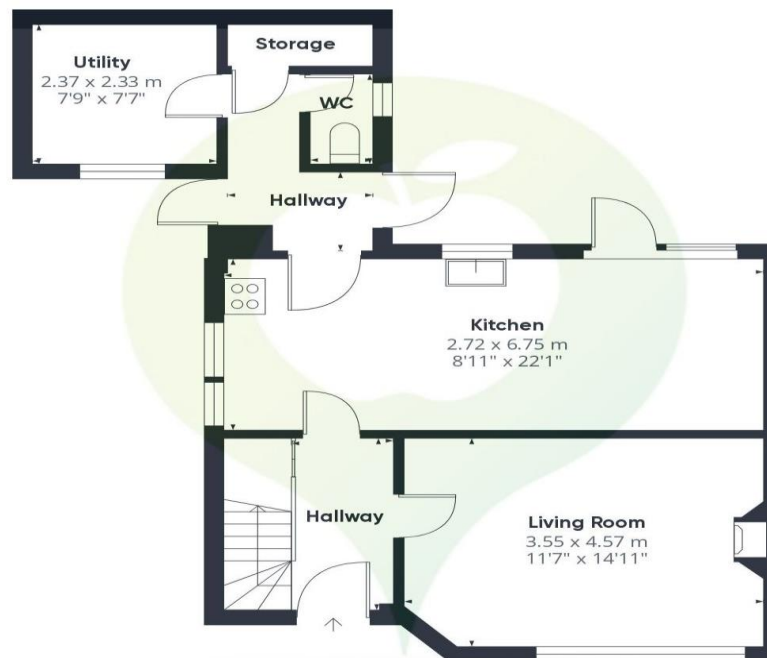 Storage
Utility
2.37 x 2.33 m
7'9" x 7'7"
WC
Hallway
Kitchen
2.72 x 6.75 m
8'11" x 22'1"
Hallway
Living Room
3.55 x 4.57 m
11'7" x 14'11"